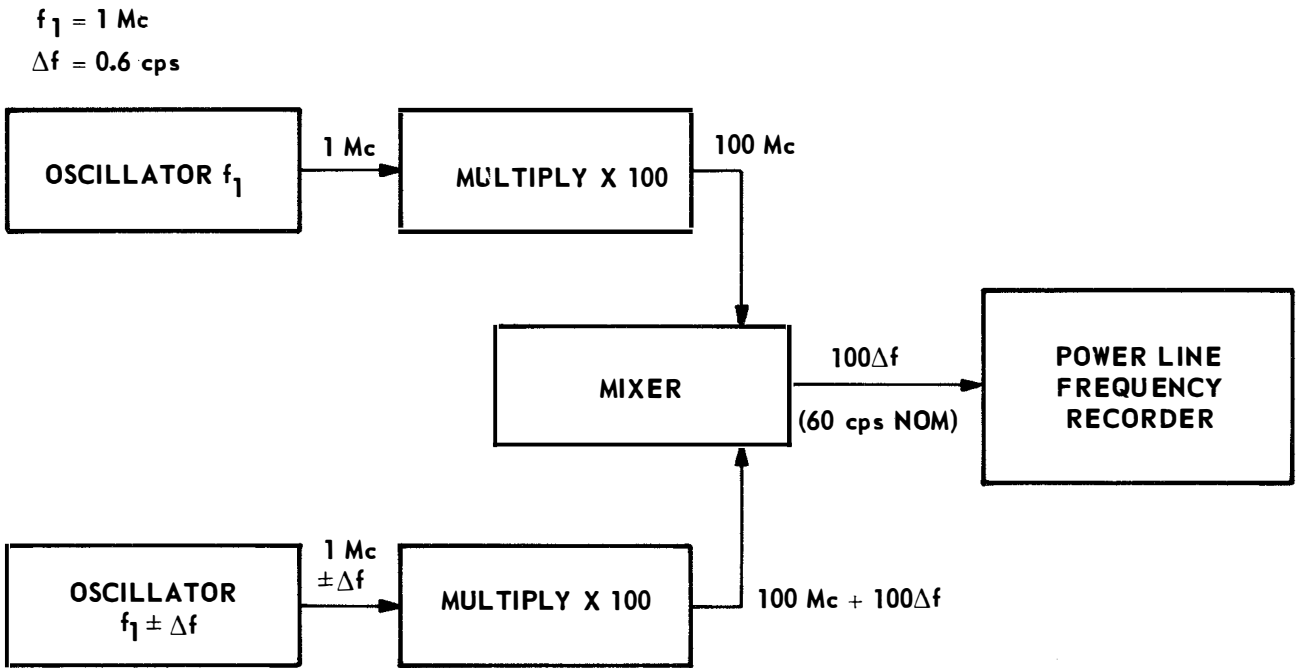 f1 = 1 Mc
Δf = 0.6 cps
OSCILLATOR f1
1 Mc
MULTIPLY X 100
100 Mc
MIXER
100Δf
(60 cps NOM)
POWER LINE
FREQUENCY
RECORDER
OSCILLATOR
f1 ± Δf
1 Mc
±Δf
MULTIPLY X 100
100 Mc + 100Δf